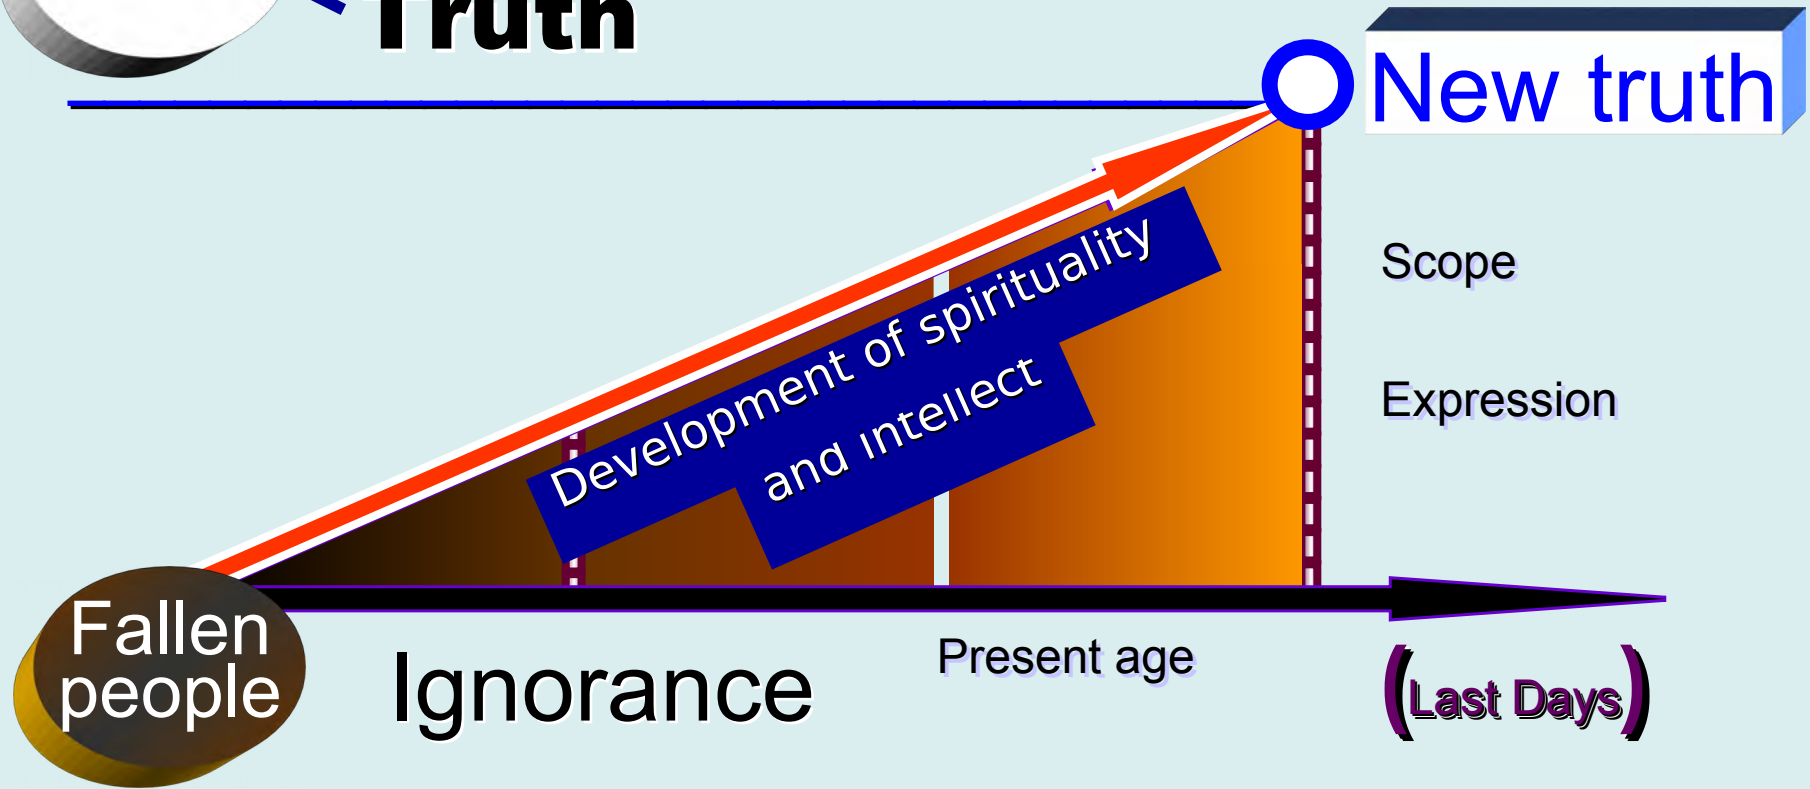 Truth
New truth
Scope
Development of spirituality
and intellect
Expression
Fallen
people
Ignorance
Present age
(Last Days)